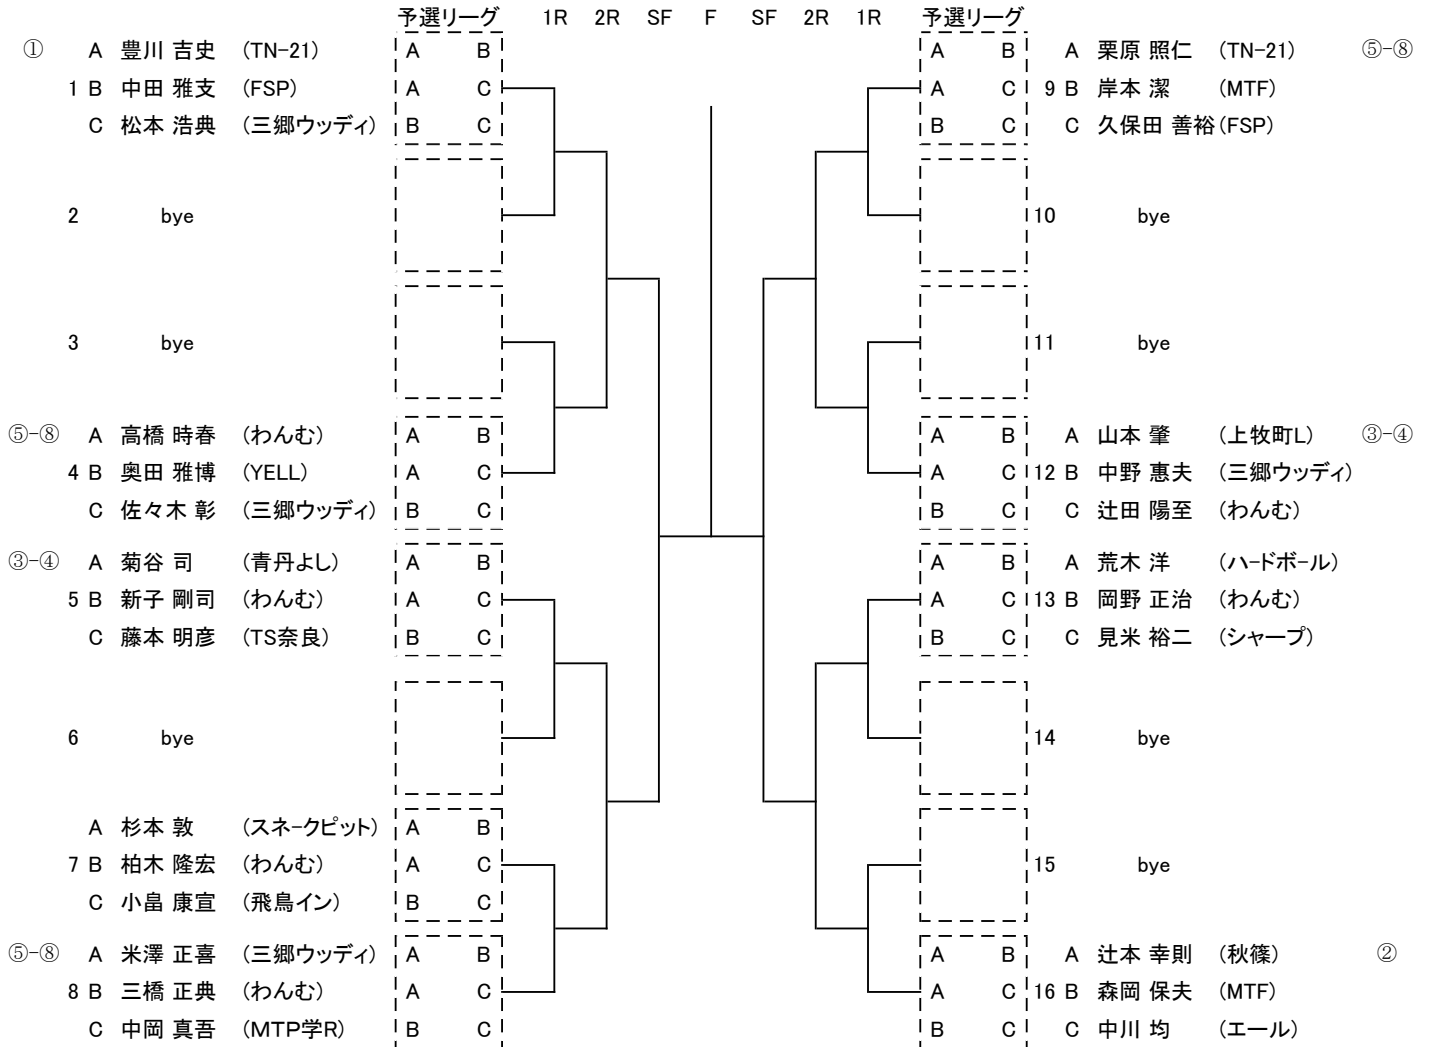 予選リーグ 1R 2R SF F SF 2R 1R 予選リーグ
① A 豊川 吉史 (TN-21) A B A B A 栗原 照仁 (TN-21) ⑤-⑧
1 B 中田 雅支 (FSP) A C A C 9 B 岸本 潔 (MTF)
C 松本 浩典 (三郷ウッディ) B C B C C 久保田 善裕 (FSP)
2 bye 10 bye
3 bye 11 bye
⑤-⑧ A 高橋 時春 (わんむ) A B A B A 山本 肇 (上牧町L) ③-④
4 B 奥田 雅博 (YELL) A C A C 12 B 中野 惠夫 (三郷ウッディ)
C 佐々木 彰 (三郷ウッディ) B C B C C 辻田 陽至 (わんむ)
③-④ A 菊谷 司 (青丹よし) A B A B A 荒木 洋 (ハードボール)
5 B 新子 剛司 (わんむ) A C A C 13 B 岡野 正治 (わんむ)
C 藤本 明彦 (TS奈良) B C B C C 見米 裕二 (シャープ)
6 bye 14 bye
A 杉本 敦 (スネークピット) A B
7 B 柏木 隆宏 (わんむ) A C 15 bye
C 小畠 康宣 (飛鳥イン) B C
⑤-⑧ A 米澤 正喜 (三郷ウッディ) A B A B A 辻本 幸則 (秋篠) ②
8 B 三橋 正典 (わんむ) A C A C 16 B 森岡 保夫 (MTF)
C 中岡 真吾 (MTP学R) B C B C C 中川 均 (エール)